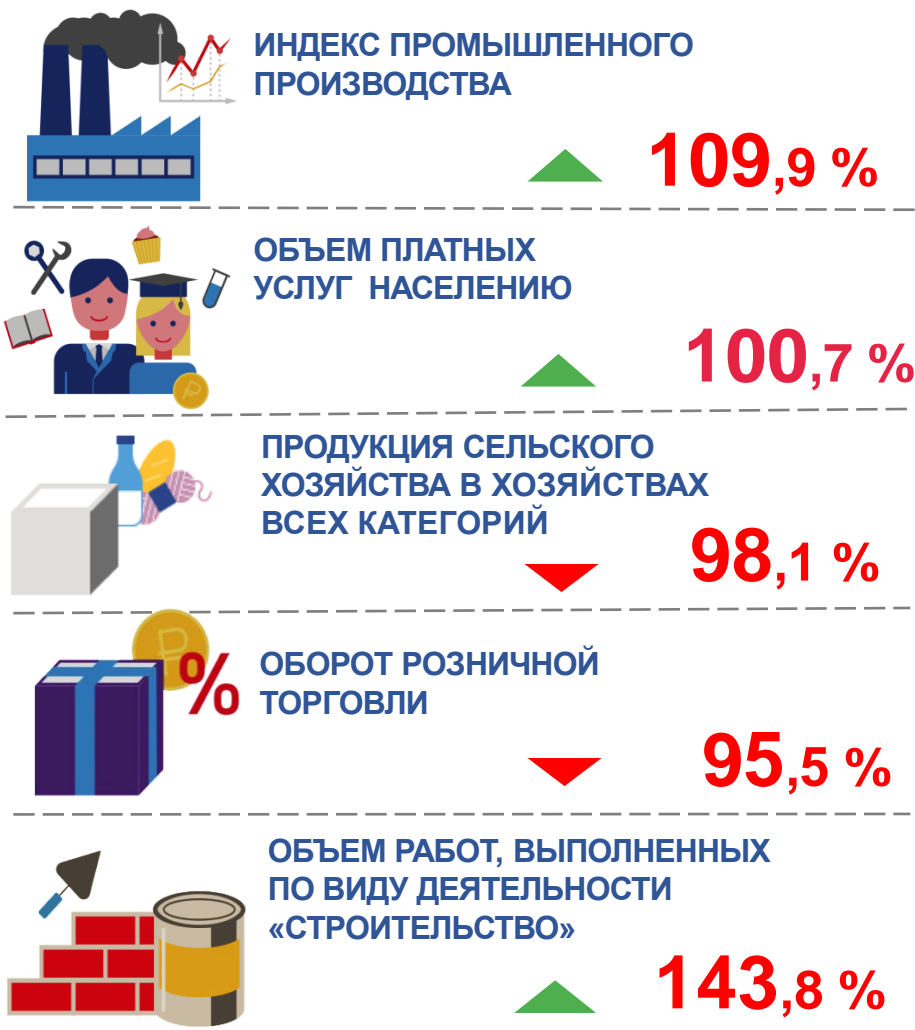 ИНДЕКС ПРОМЫШЛЕННОГО
ПРОИЗВОДСТВА
109,9 %
ОБЪЕМ ПЛАТНЫХ
УСЛУГ НАСЕЛЕНИЮ
100,7 %
ПРОДУКЦИЯ СЕЛЬСКОГО
ХОЗЯЙСТВА В ХОЗЯЙСТВАХ
ВСЕХ КАТЕГОРИЙ
98,1 %
%
ОБОРОТ РОЗНИЧНОЙ
ТОРГОВЛИ
95,5 %
ОБЪЕМ РАБОТ, ВЫПОЛНЕННЫХ
ПО ВИДУ ДЕЯТЕЛЬНОСТИ
«СТРОИТЕЛЬСТВО»
143,8 %